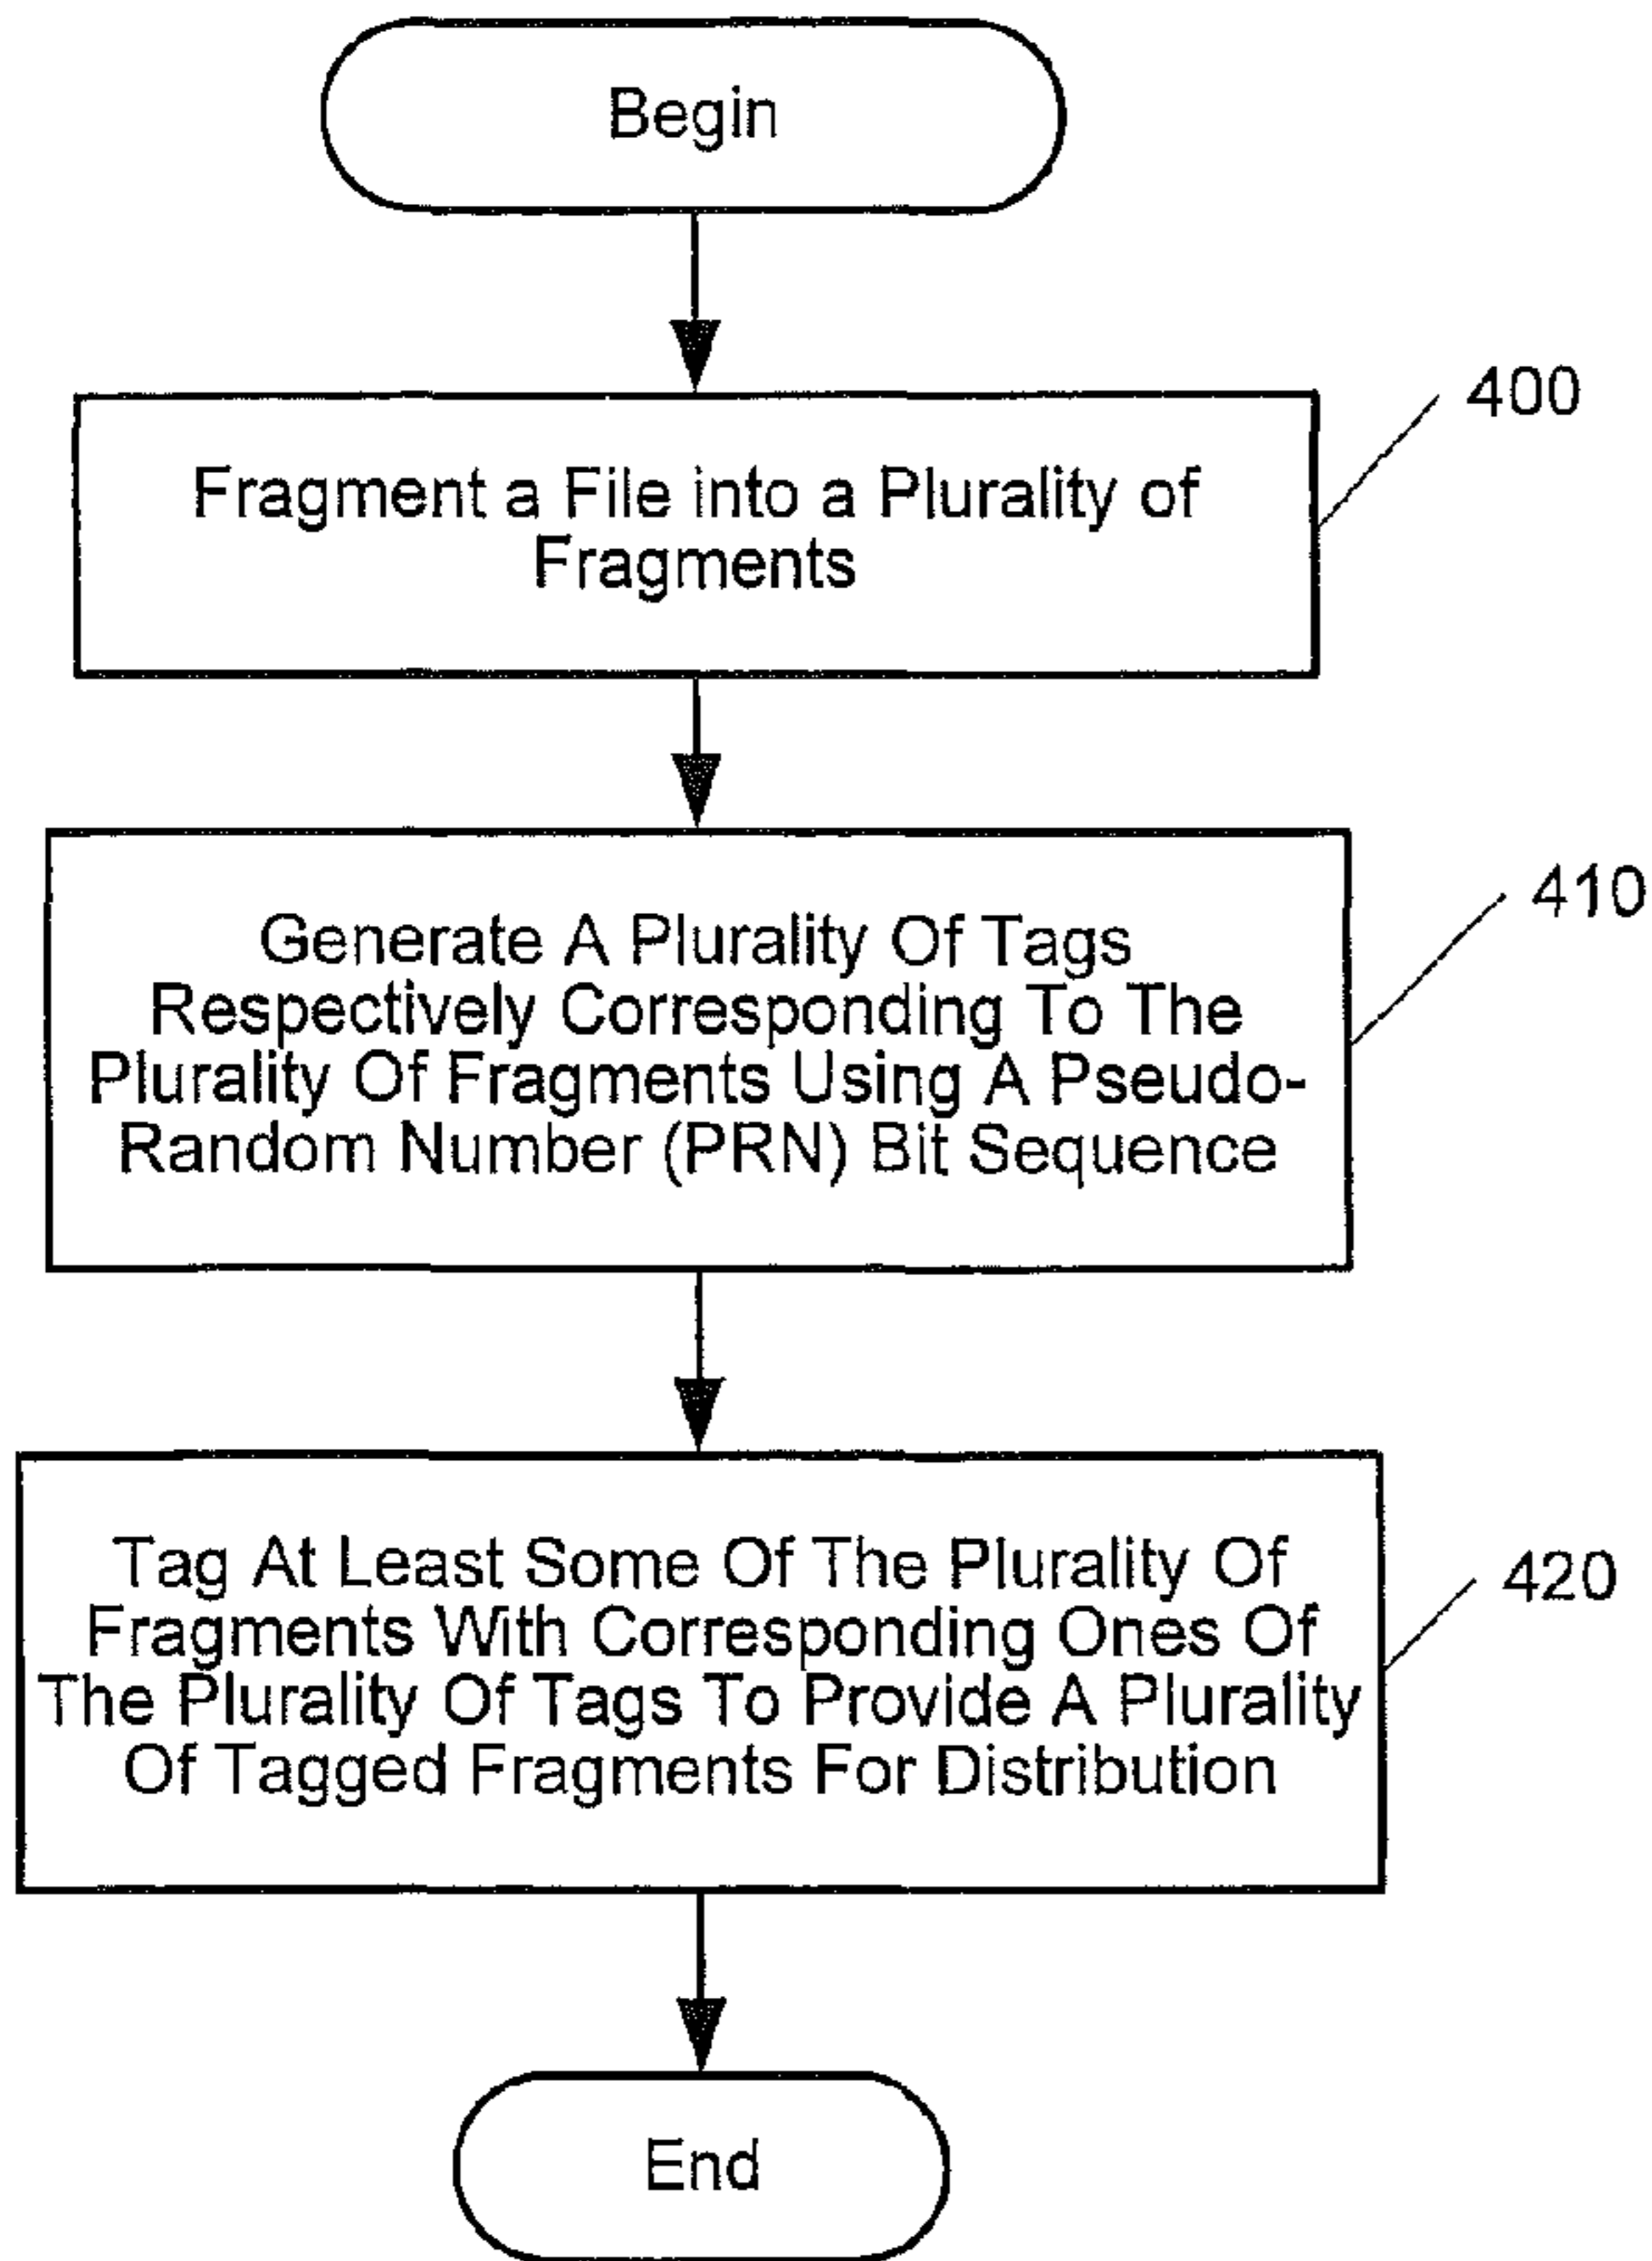 Begin
400
Fragment a File into a Plurality of
Fragments
410
Generate A Plurality Of Tags
Respectively Corresponding To The
Plurality Of Fragments Using A Pseudo-
Random Number (PRN) Bit Sequence
420
Tag At Least Some Of The Plurality Of
Fragments With Corresponding Ones Of
The Plurality Of Tags To Provide A Plurality
Of Tagged Fragments For Distribution
End